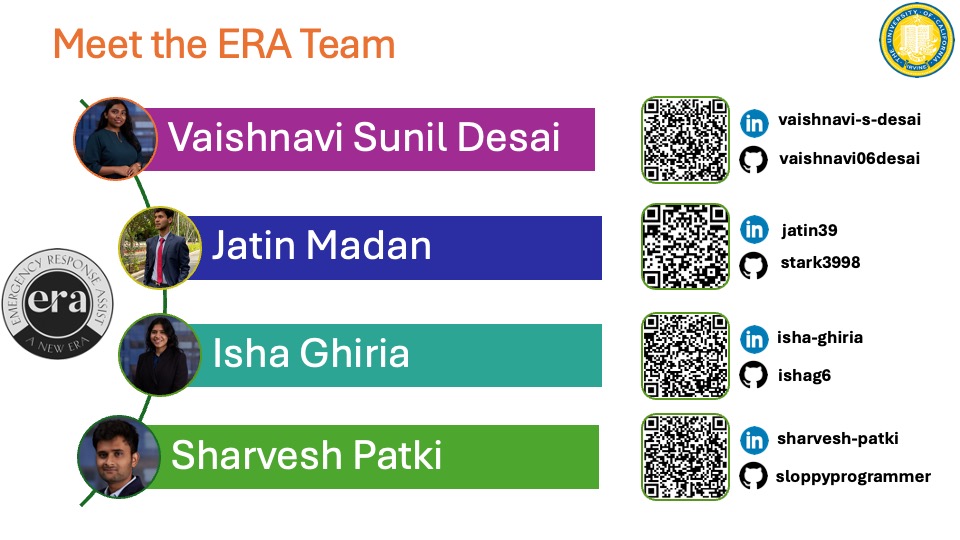 Meet the ERA Team
THE · UNIVERSITY · OF · CALIFORNIA
IRVINE
Vaishnavi Sunil Desai
in vaishnavi-s-desai
vaishnavi06desai
Jatin Madan
in jatin39
stark3998
EMERGENCY RESPONSE ASSIST
era
A NEW ERA
Isha Ghiria
in isha-ghiria
ishag6
Sharvesh Patki
in sharvesh-patki
sloppyprogrammer